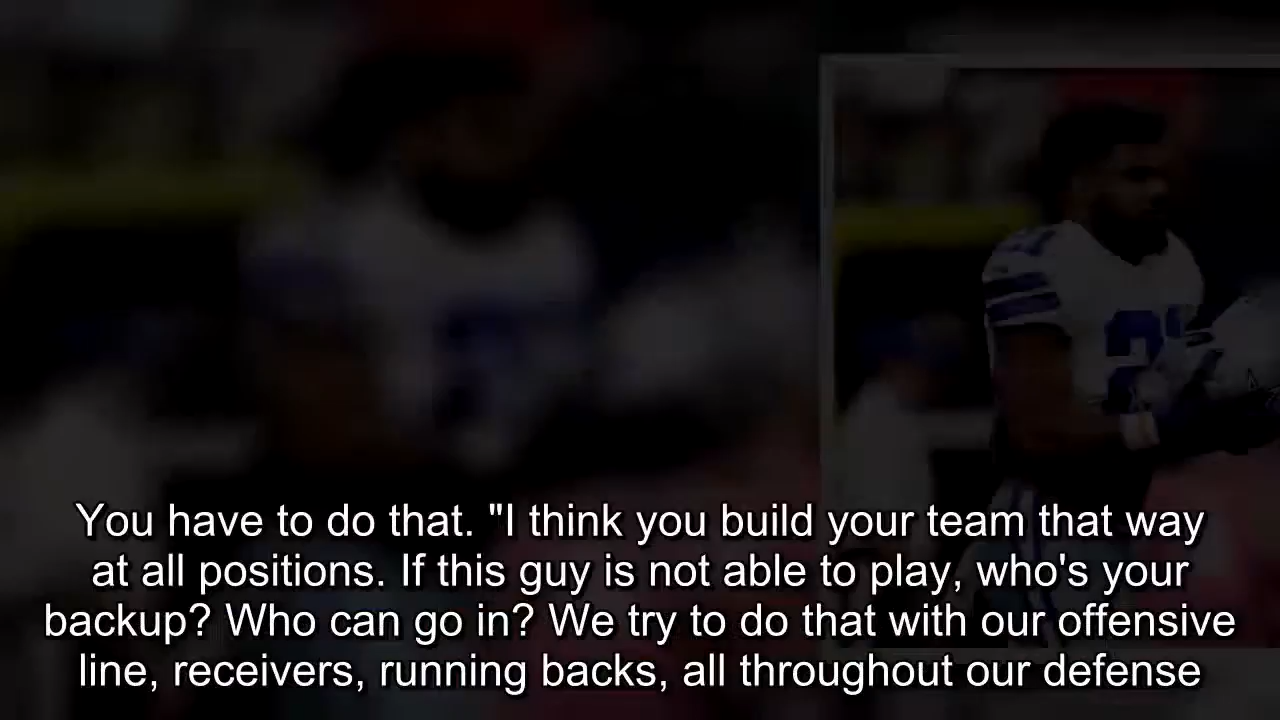 You have to do that. "I think you build your team that way
at all positions. If this guy is not able to play, who's your
backup? Who can go in? We try to do that with our offensive
line, receivers, running backs, all throughout our defense